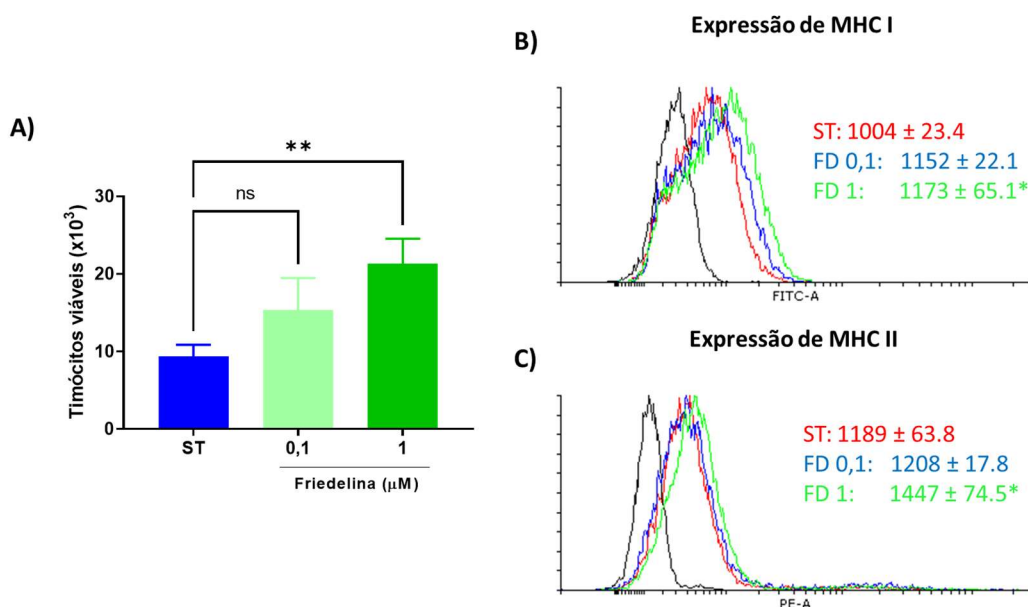 A)
**
ns
Timócitos viáveis (x10³)
30
20
10
0
ST
0,1
1
Friedelina (µM)
B)
Expressão de MHC I
ST: 1004 ± 23.4
FD 0,1: 1152 ± 22.1
FD 1: 1173 ± 65.1*
FITC-A
C)
Expressão de MHC II
ST: 1189 ± 63.8
FD 0,1: 1208 ± 17.8
FD 1: 1447 ± 74.5*
PE-A